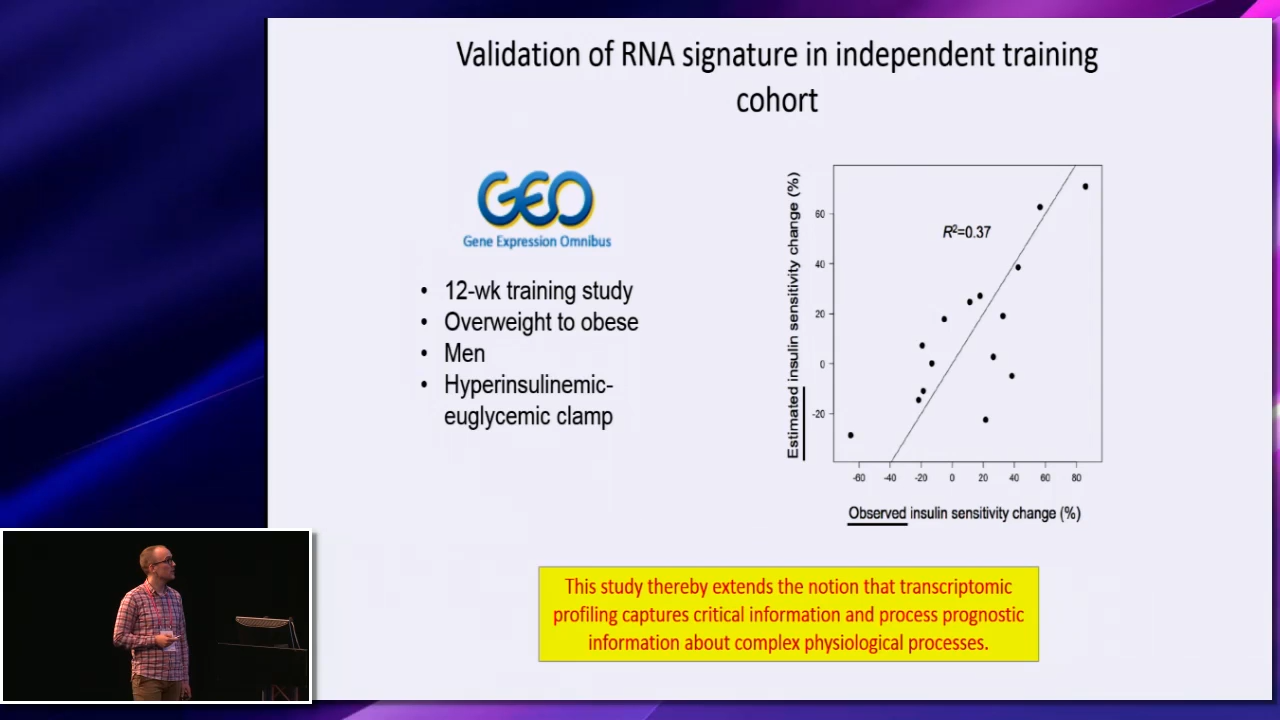 Validation of RNA signature in independent training
cohort
GEO
Gene Expression Omnibus
• 12-wk training study
• Overweight to obese
• Men
• Hyperinsulinemic-
euglycemic clamp
Estimated insulin sensitivity change (%)
R²=0.37
60
40
20
0
-20
-60 -40 -20 0 20 40 60 80
Observed insulin sensitivity change (%)
This study thereby extends the notion that transcriptomic
profiling captures critical information and process prognostic
information about complex physiological processes.